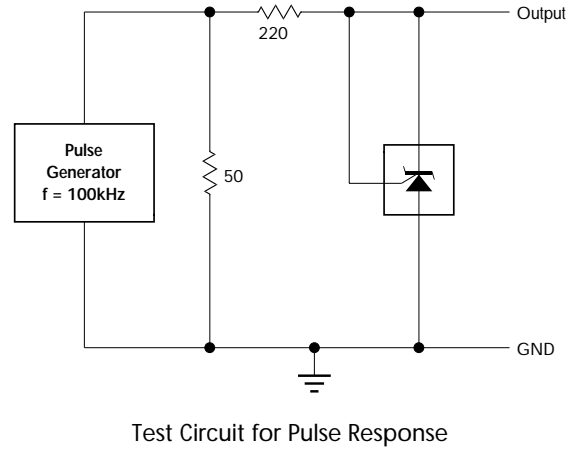 Output
220
Pulse
Generator
f = 100kHz
50
GND
Test Circuit for Pulse Response